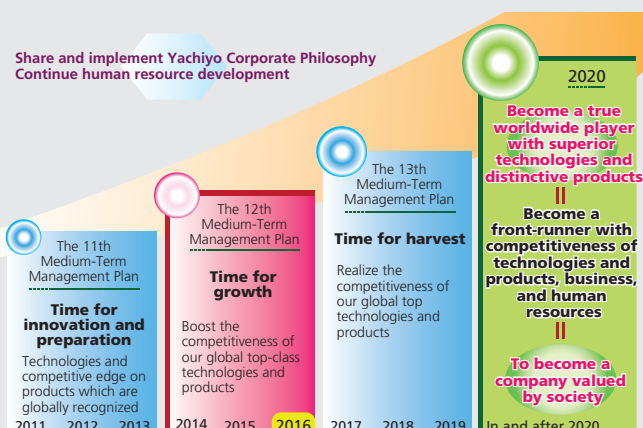 Share and implement Yachiyo Corporate Philosophy
Continue human resource development
The 11th
Medium-Term
Management Plan
Time for
innovation and
preparation
Technologies and
competitive edge on
products which are
globally recognized
2011 2012 2013
The 12th
Medium-Term
Management Plan
Time for
growth
Boost the
competitiveness of
our global top-class
technologies and
products
2014 2015 2016
The 13th
Medium-Term
Management Plan
Time for harvest
Realize the
competitiveness of
our global top
technologies and
products
2017 2018 2019
2020
Become a true
worldwide player
with superior
technologies and
distinctive products
Become a
front-runner with
competitiveness of
technologies and
products, business,
and human
resources
To become a
company valued
by society
In and after 2020